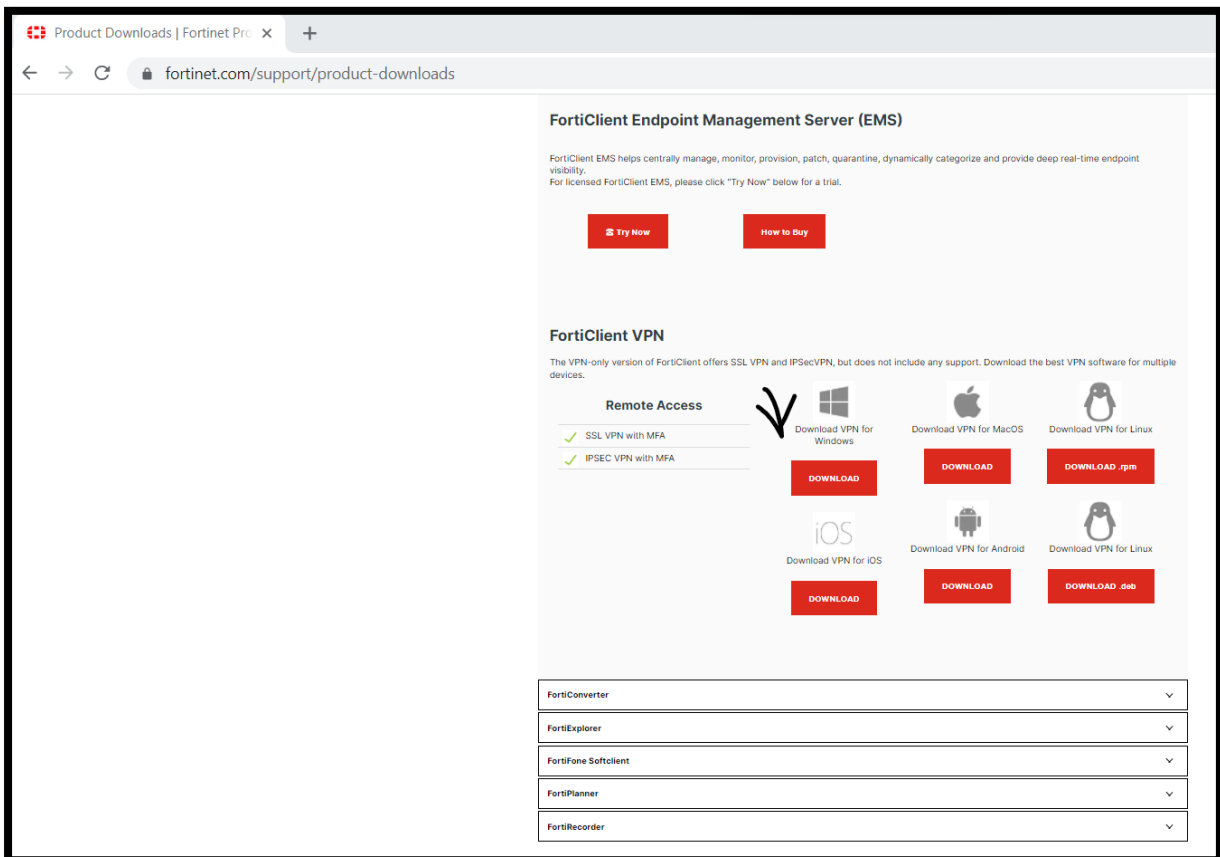 Product Downloads | Fortinet Pro
fortinet.com/support/product-downloads
FortiClient Endpoint Management Server (EMS)
FortiClient EMS helps centrally manage, monitor, provision, patch, quarantine, dynamically categorize and provide deep real-time endpoint
visibility.
For licensed FortiClient EMS, please click "Try Now" below for a trial.
Try Now
How to Buy
FortiClient VPN
The VPN-only version of FortiClient offers SSL VPN and IPSecVPN, but does not include any support. Download the best VPN software for multiple
devices.
Remote Access
SSL VPN with MFA
IPSEC VPN with MFA
Download VPN for
Windows
DOWNLOAD
Download VPN for MacOS
DOWNLOAD
Download VPN for Linux
DOWNLOAD .rpm
iOS
Download VPN for iOS
DOWNLOAD
Download VPN for Android
DOWNLOAD
Download VPN for Linux
DOWNLOAD .deb
FortiConverter
FortiExplorer
FortiFone Softclient
FortiPlanner
FortiRecorder